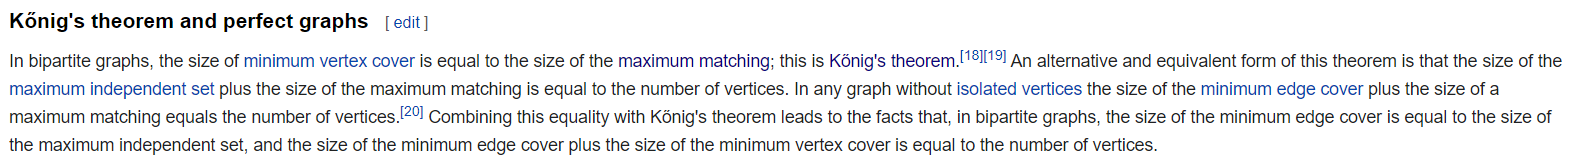 Kőnig's theorem and perfect graphs [ edit ]
In bipartite graphs, the size of minimum vertex cover is equal to the size of the maximum matching; this is Kőnig's theorem.[18][19] An alternative and equivalent form of this theorem is that the size of the
maximum independent set plus the size of the maximum matching is equal to the number of vertices. In any graph without isolated vertices the size of the minimum edge cover plus the size of a
maximum matching equals the number of vertices.[20] Combining this equality with Kőnig's theorem leads to the facts that, in bipartite graphs, the size of the minimum edge cover is equal to the size of
the maximum independent set, and the size of the minimum edge cover plus the size of the minimum vertex cover is equal to the number of vertices.